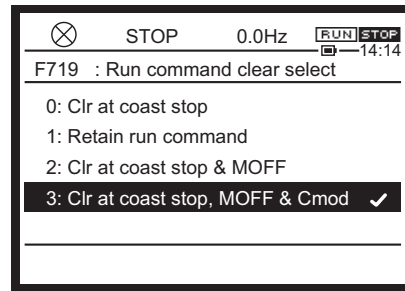 STOP 0.0Hz RUN STOP
14:14
F719 : Run command clear select
0: Clr at coast stop
1: Retain run command
2: Clr at coast stop & MOFF
3: Clr at coast stop, MOFF & Cmod ✓